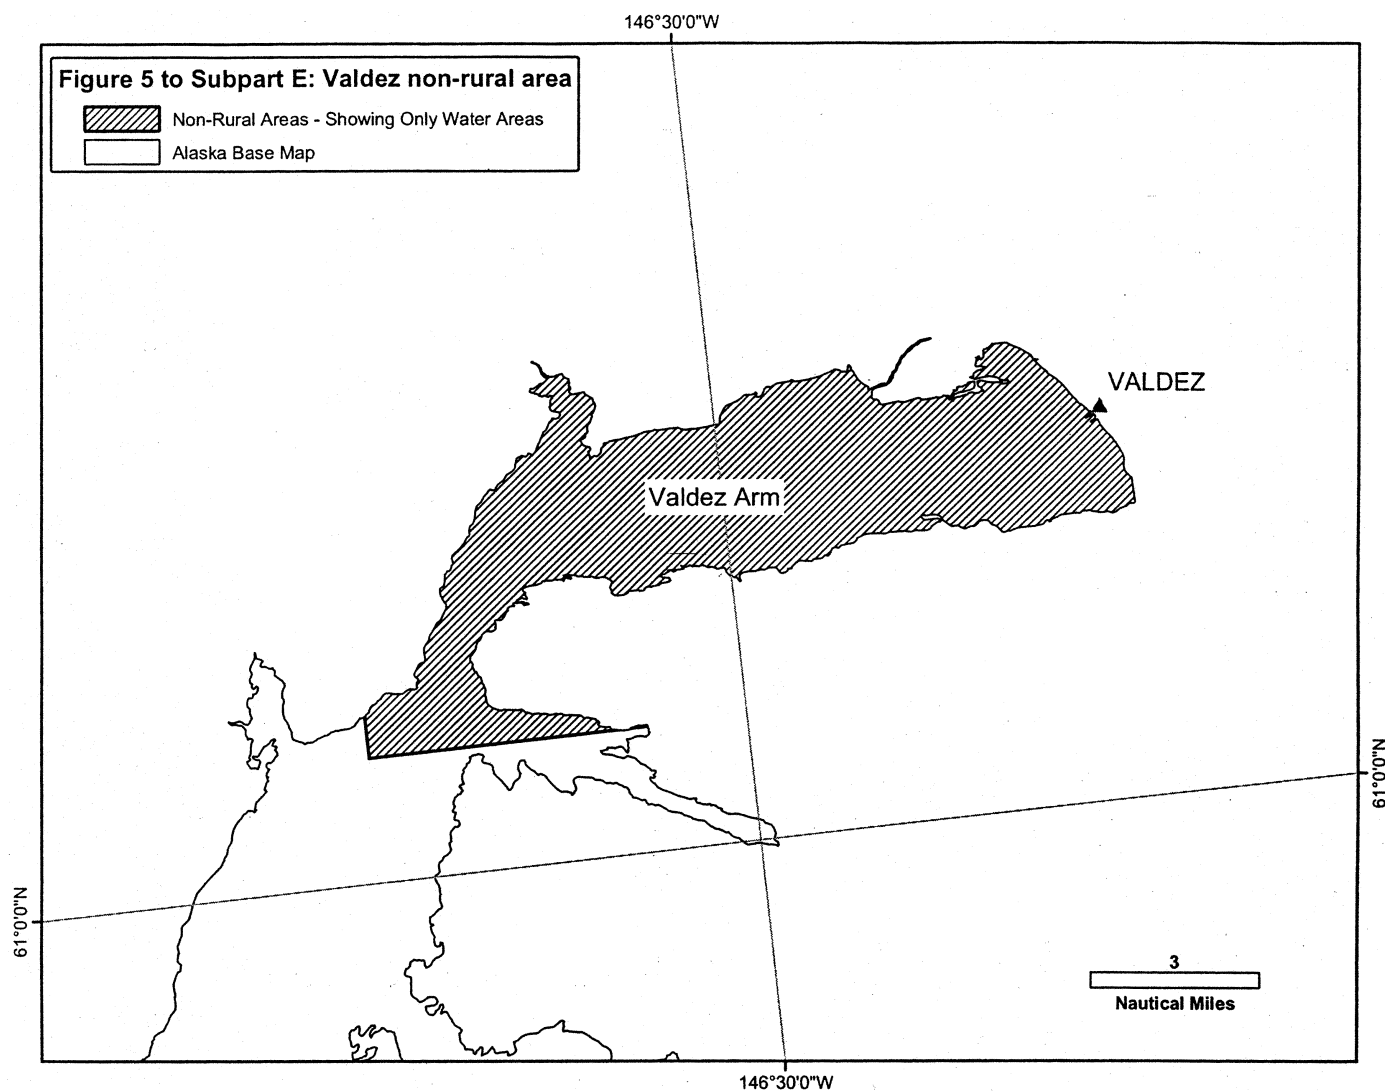 146°30'0"W
Figure 5 to Subpart E: Valdez non-rural area
Non-Rural Areas - Showing Only Water Areas
Alaska Base Map
VALDEZ
Valdez Arm
61°0'0"N
61°0'0"N
3
Nautical Miles
146°30'0"W